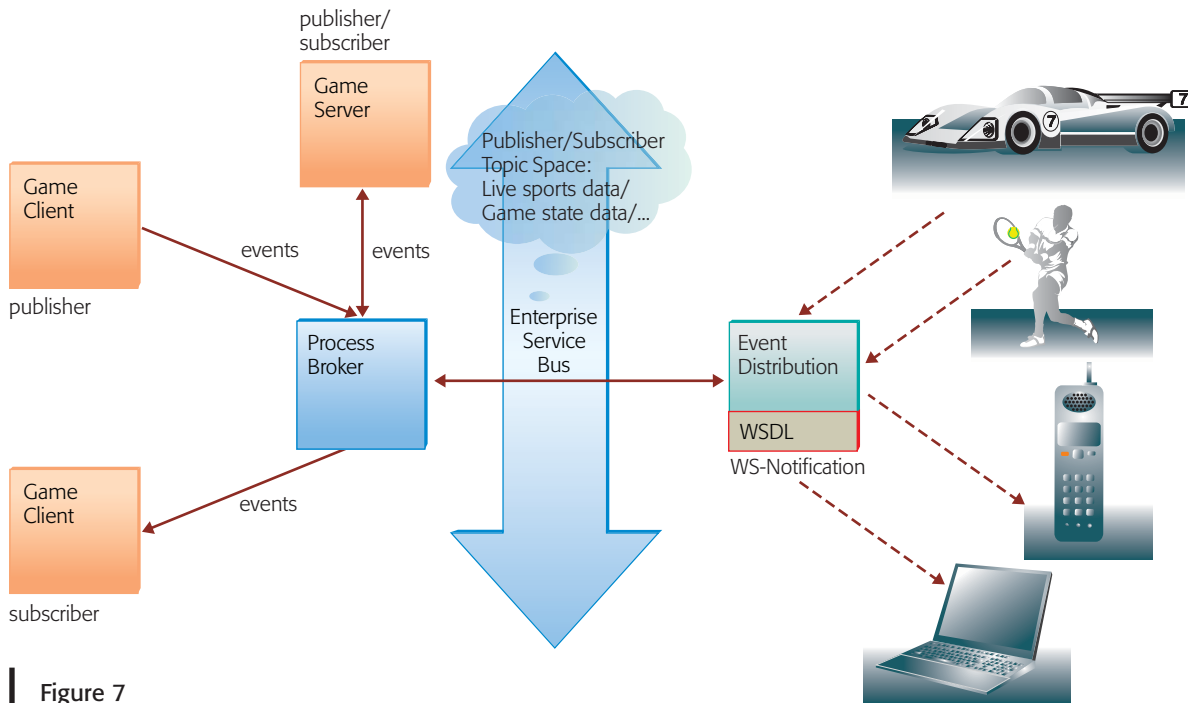 publisher/
subscriber
Game
Server
Publisher/Subscriber
Topic Space:
Live sports data/
Game state data/...
7
7
Game
Client
events
events
publisher
Enterprise
Service
Bus
Process
Broker
Event
Distribution
WSDL
WS-Notification
Game
Client
events
subscriber
Figure 7